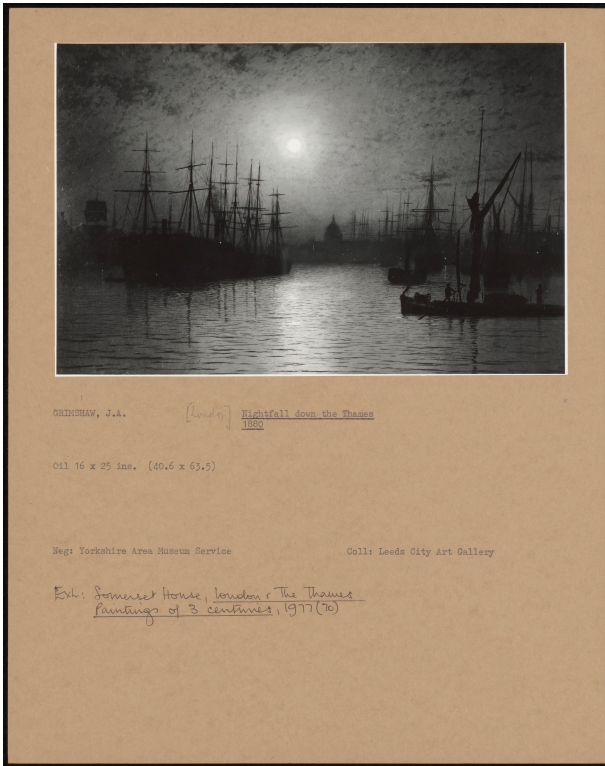 GRIMSHAW, J.A. [London] Nightfall down the Thames
1880
Oil 16 x 25 ins. (40.6 x 63.5)
Neg: Yorkshire Area Museum Service Coll: Leeds City Art Gallery
Exh: Somerset House, London & The Thames
Paintings of 3 centuries, 1977 (70)